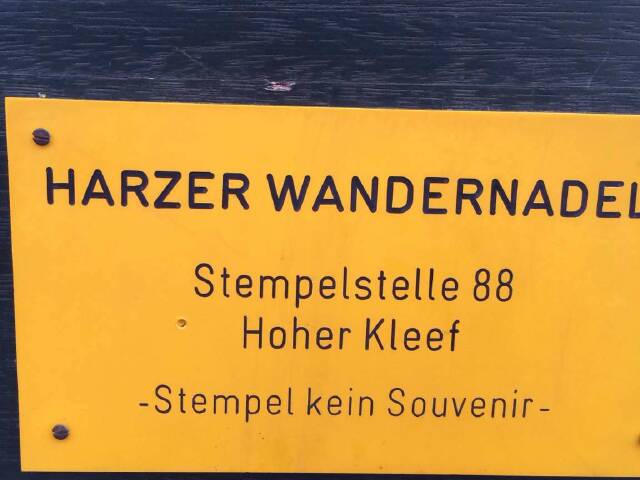 HARZER WANDERNADEL
Stempelstelle 88
Hoher Kleef
-Stempel kein Souvenir-